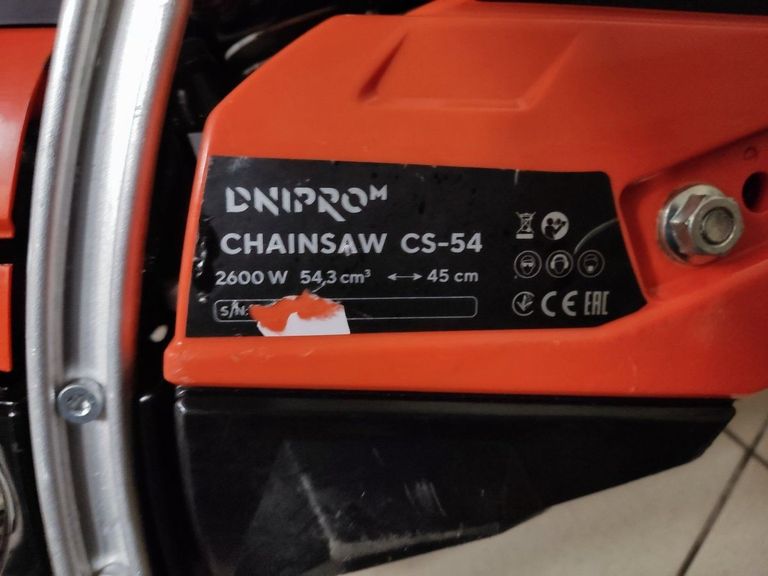 DNIPRO M
CHAINSAW CS-54
2600 W 54,3 cm³ ↔ 45 cm
S/N:
CE EAC